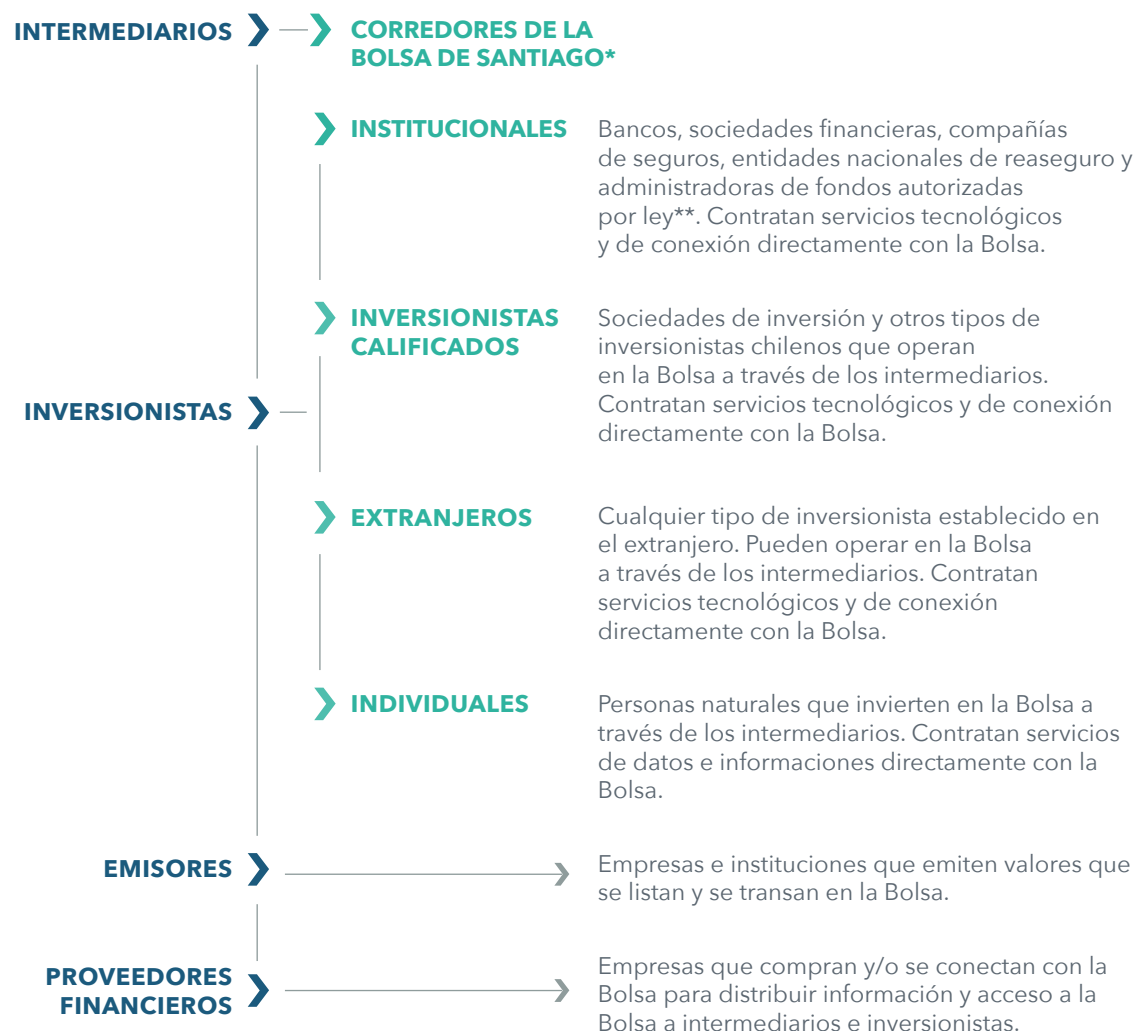 INTERMEDIARIOS
CORREDORES DE LA
BOLSA DE SANTIAGO*
INSTITUCIONALES
Bancos, sociedades financieras, compañías
de seguros, entidades nacionales de reaseguro y
administradoras de fondos autorizadas
por ley**. Contratan servicios tecnológicos
y de conexión directamente con la Bolsa.
INVERSIONISTAS
INVERSIONISTAS
CALIFICADOS
Sociedades de inversión y otros tipos de
inversionistas chilenos que operan
en la Bolsa a través de los intermediarios.
Contratan servicios tecnológicos y de conexión
directamente con la Bolsa.
EXTRANJEROS
Cualquier tipo de inversionista establecido en
el extranjero. Pueden operar en la Bolsa
a través de los intermediarios. Contratan
servicios tecnológicos y de conexión
directamente con la Bolsa.
INDIVIDUALES
Personas naturales que invierten en la Bolsa a
través de los intermediarios. Contratan servicios
de datos e informaciones directamente con la
Bolsa.
EMISORES
Empresas e instituciones que emiten valores que
se listan y se transan en la Bolsa.
PROVEEDORES
FINANCIEROS
Empresas que compran y/o se conectan con la
Bolsa para distribuir información y acceso a la
Bolsa a intermediarios e inversionistas.